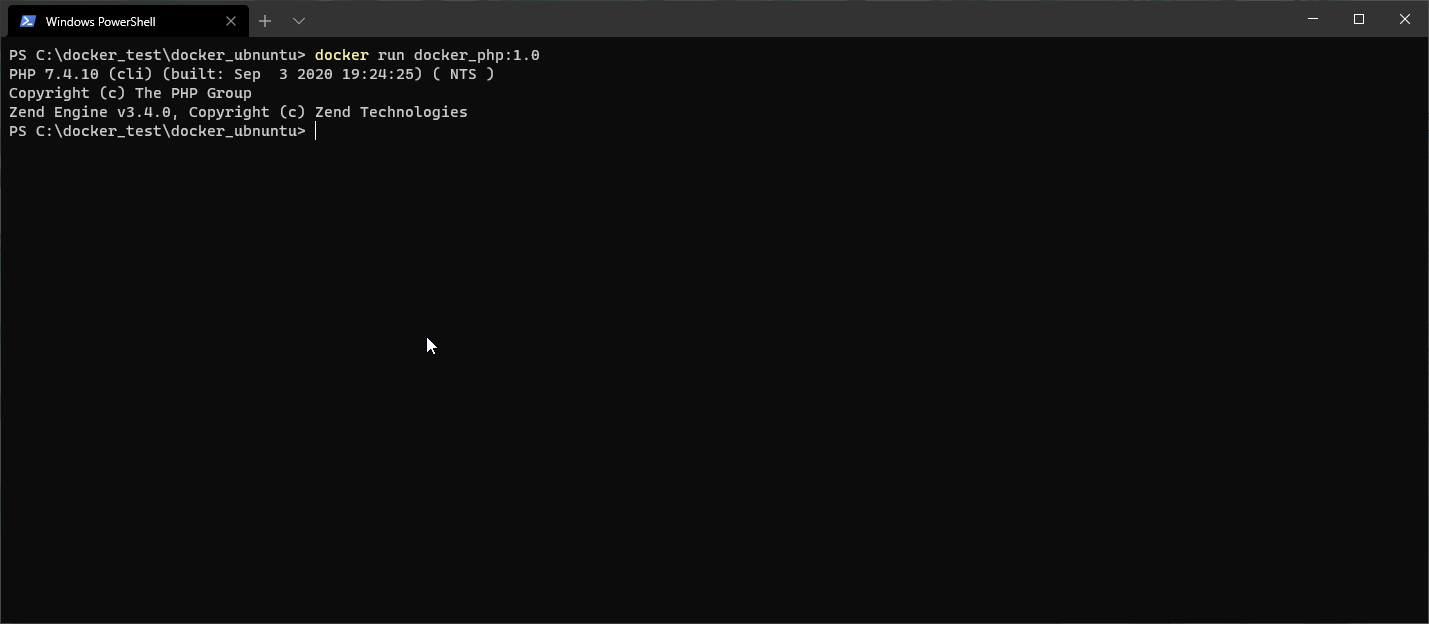 Windows PowerShell
PS C:\docker_test\docker_ubnuntu> docker run docker_php:1.0
PHP 7.4.10 (cli) (built: Sep  3 2020 19:24:25) ( NTS )
Copyright (c) The PHP Group
Zend Engine v3.4.0, Copyright (c) Zend Technologies
PS C:\docker_test\docker_ubnuntu>